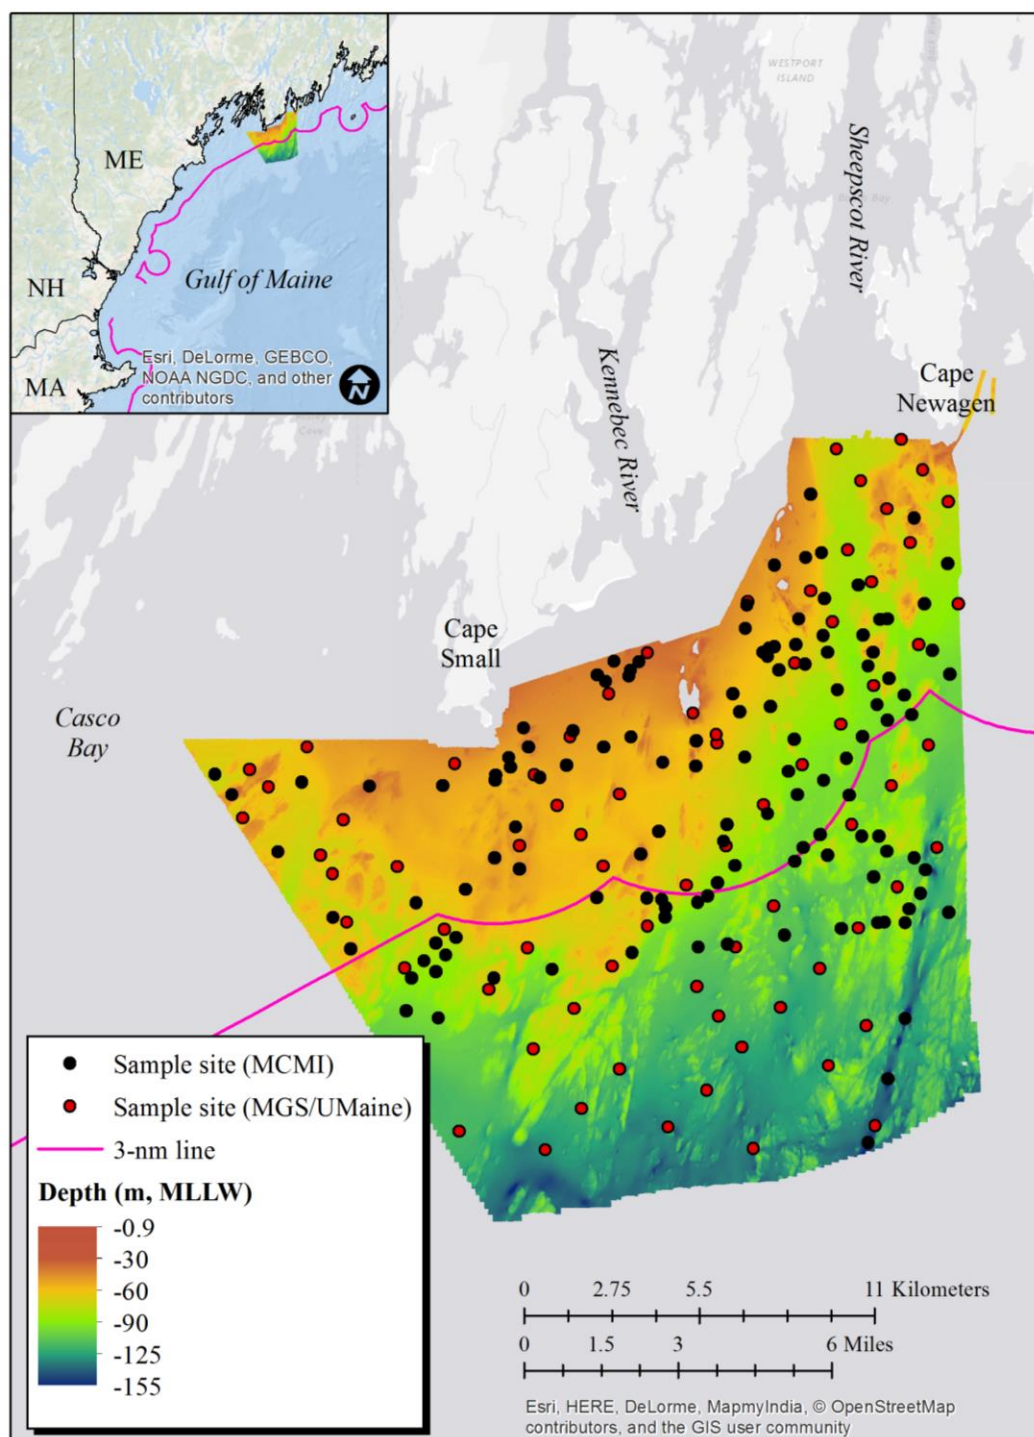 ME
NH
MA
Gulf of Maine
Esri, DeLorme, GEBCO,
NOAA NGDC, and other
contributors
N
WESTPORT
ISLAND
Sheepscot River
Kennebec River
Cape
Newagen
Cape
Small
Casco
Bay
Sample site (MCMI)
Sample site (MGS/UMaine)
3-nm line
Depth (m, MLLW)
-0.9
-30
-60
-90
-125
-155
0 2.75 5.5 11 Kilometers
0 1.5 3 6 Miles
Esri, HERE, DeLorme, MapmyIndia, © OpenStreetMap
contributors, and the GIS user community